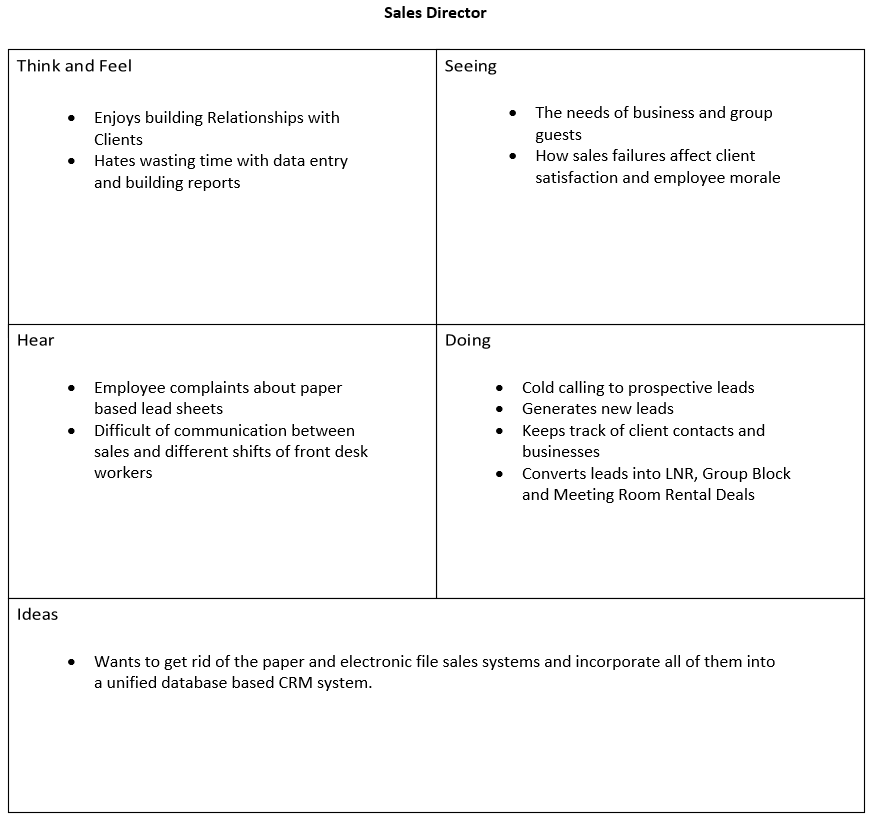 Sales Director
Think and Feel
• Enjoys building Relationships with
Clients
• Hates wasting time with data entry
and building reports
Seeing
• The needs of business and group
guests
• How sales failures affect client
satisfaction and employee morale
Hear
• Employee complaints about paper
based lead sheets
• Difficult of communication between
sales and different shifts of front desk
workers
Doing
• Cold calling to prospective leads
• Generates new leads
• Keeps track of client contacts and
businesses
• Converts leads into LNR, Group Block
and Meeting Room Rental Deals
Ideas
• Wants to get rid of the paper and electronic file sales systems and incorporate all of them into
a unified database based CRM system.